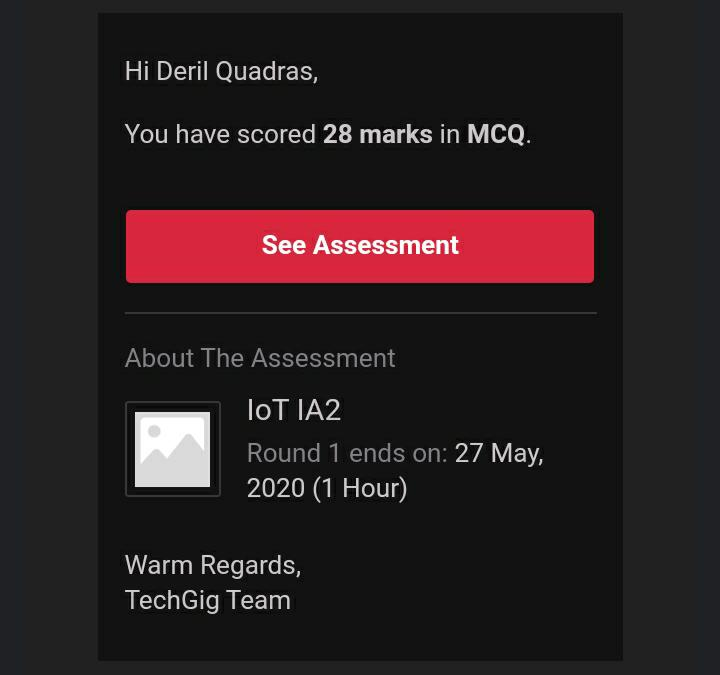 Hi Deril Quadras,
You have scored 28 marks in MCQ.
See Assessment
About The Assessment
IoT IA2
Round 1 ends on: 27 May,
2020 (1 Hour)
Warm Regards,
TechGig Team